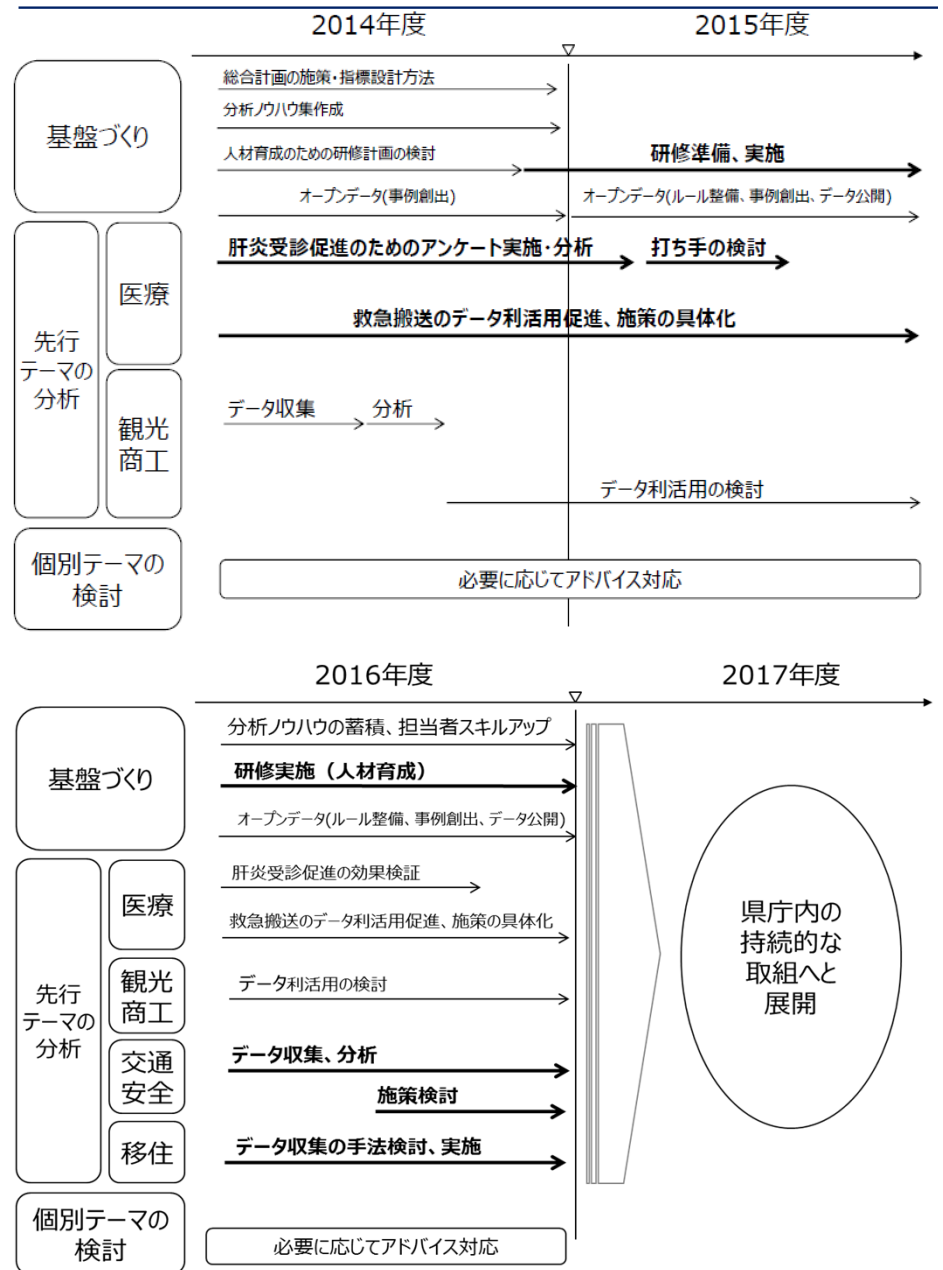 2014年度
2015年度
基盤づくり
総合計画の施策・指標設計方法
分析ノウハウ集作成
人材育成のための研修計画の検討
研修準備、実施
オープンデータ(事例創出)
オープンデータ(ルール整備、事例創出、データ公開)
先行
テーマの
分析
医療
肝炎受診促進のためのアンケート実施・分析
打ち手の検討
救急搬送のデータ利活用促進、施策の具体化
観光
商工
データ収集
分析
データ利活用の検討
個別テーマの
検討
必要に応じてアドバイス対応
2016年度
2017年度
基盤づくり
分析ノウハウの蓄積、担当者スキルアップ
研修実施（人材育成）
オープンデータ(ルール整備、事例創出、データ公開)
先行
テーマの
分析
医療
肝炎受診促進の効果検証
救急搬送のデータ利活用促進、施策の具体化
観光
商工
データ利活用の検討
交通
安全
データ収集、分析
施策検討
移住
データ収集の手法検討、実施
県庁内の
持続的な
取組へと
展開
個別テーマの
検討
必要に応じてアドバイス対応